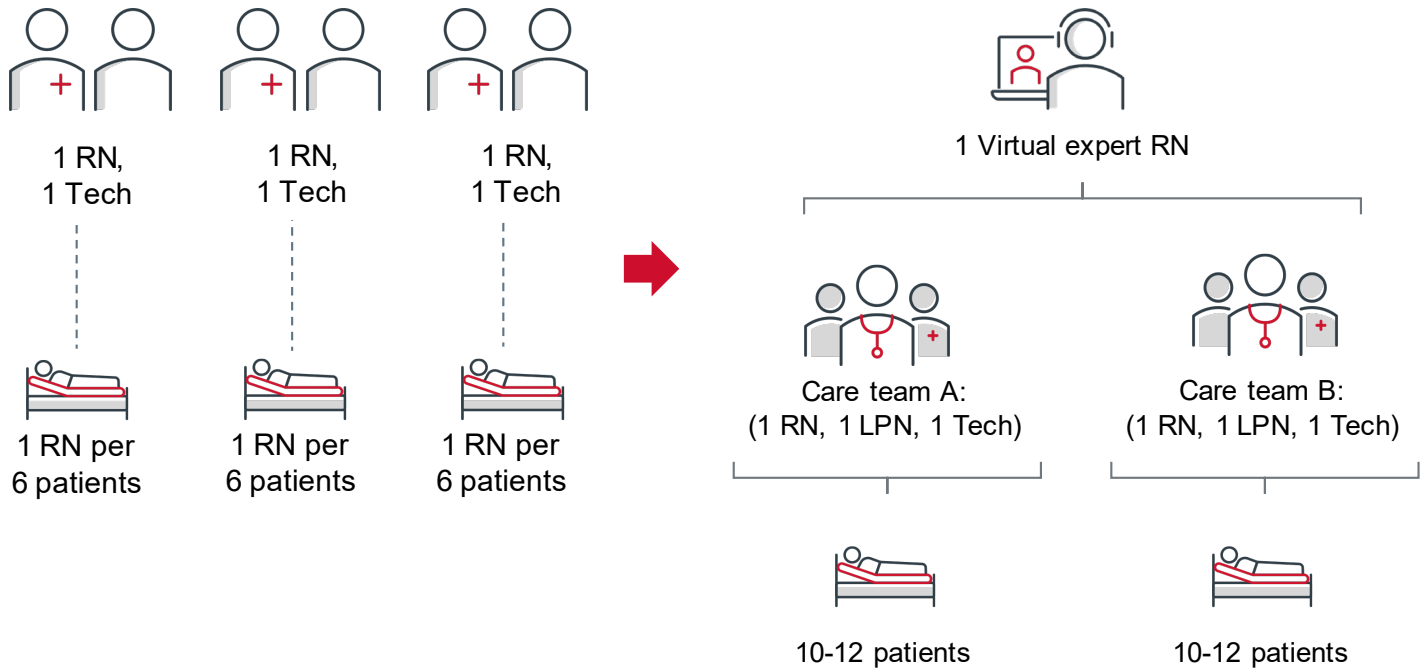 1 RN,
1 Tech
1 RN,
1 Tech
1 RN,
1 Tech
1 RN per
6 patients
1 RN per
6 patients
1 RN per
6 patients
1 Virtual expert RN
Care team A:
(1 RN, 1 LPN, 1 Tech)
Care team B:
(1 RN, 1 LPN, 1 Tech)
10-12 patients
10-12 patients